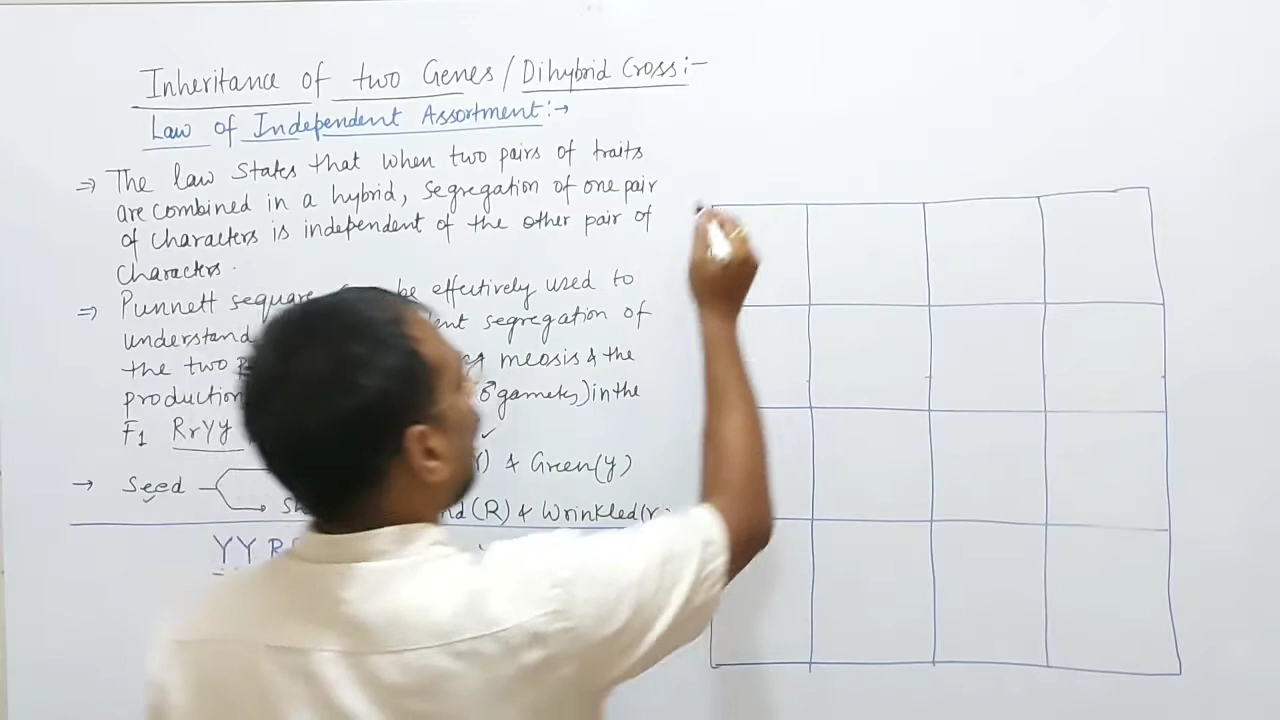 Inheritance of two Genes / Dihybrid Cross:-
Law of Independent Assortment:→
⇒ The law states that when two pairs of traits
are combined in a hybrid, segregation of one pair
of characters is independent of the other pair of
characters.
⇒ Punnett sequare be effectively used to
understand segregation of
the two meosis & the
production ♂ gametes) in the
F1 RrYy
→ Seed & Green (y)
(R) & Wrinkled (r)
YY R